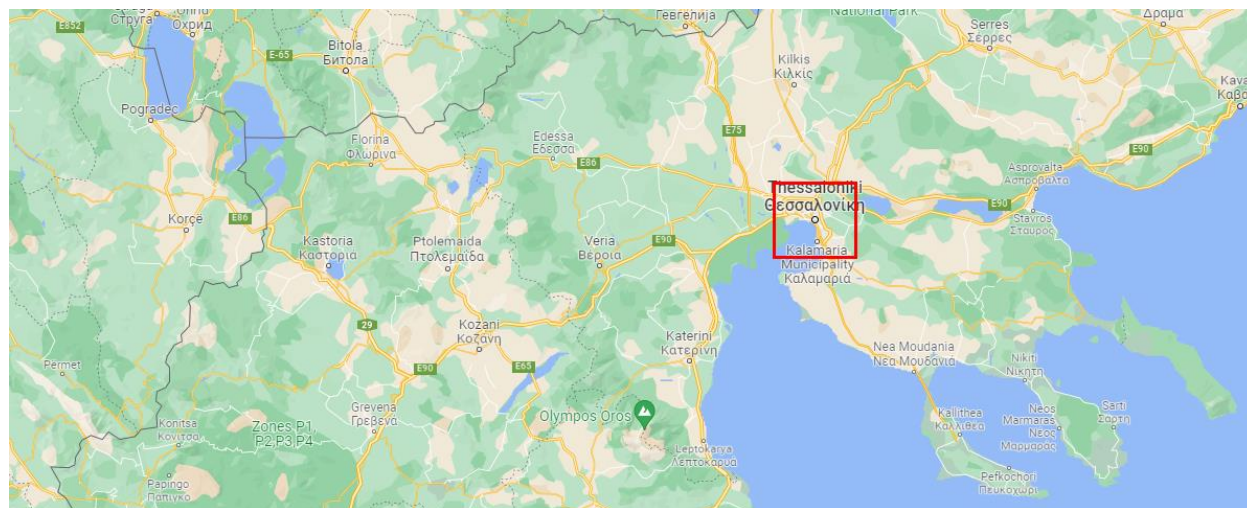 Струга
Охрид
E852
Bitola
Битола
E-65
Гевгелија
National Park
Serres
Σέρρες
Δράμα
Kilkis
Κιλκίς
Pogradec
Florina
Φλώρινα
Edessa
Έδεσσα
E86
E75
E90
Asprovalta
Ασπροβάλτα
Thessaloniki
Θεσσαλονίκη
E90
Stavros
Σταυρος
Korçë
E86
Kastoria
Καστοριά
Ptolemaida
Πτολεμαΐδα
Veria
Βέροια
E90
Kalamaria
Municipality
Καλαμαριά
29
Kozani
Κοζάνη
Katerini
Κατερίνη
Nea Moudania
Νέα Μουδανιά
Nikiti
Νικήτη
Përmet
E90
E65
Grevena
Γρεβενά
Olympos Oros
Kallithea
Καλλιθέα
Neos
Marmaras
Νέος
Μαρμαράς
Sarti
Σάρτη
Konitsa
Κόνιτσα
Zones P1,
P2,P3,P4
Leptokarya
Λεπτοκαρυά
Pefkochori
Πευκοχώρι
Papingo
Πάπιγκο